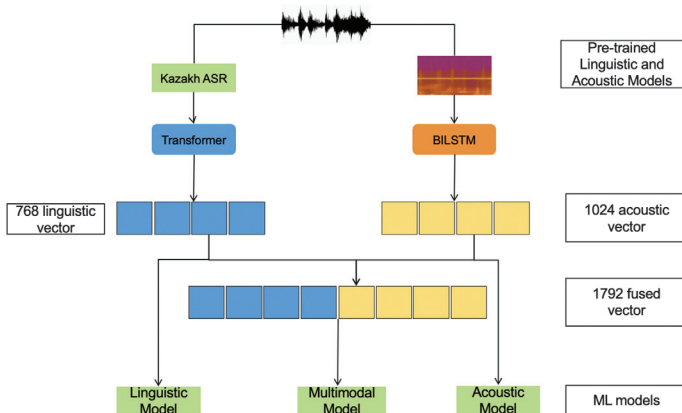 Pre-trained
Linguistic and
Acoustic Models
Kazakh ASR
Transformer
BILSTM
768 linguistic
vector
1024 acoustic
vector
1792 fused
vector
Linguistic
Model
Multimodal
Model
Acoustic
Model
ML models